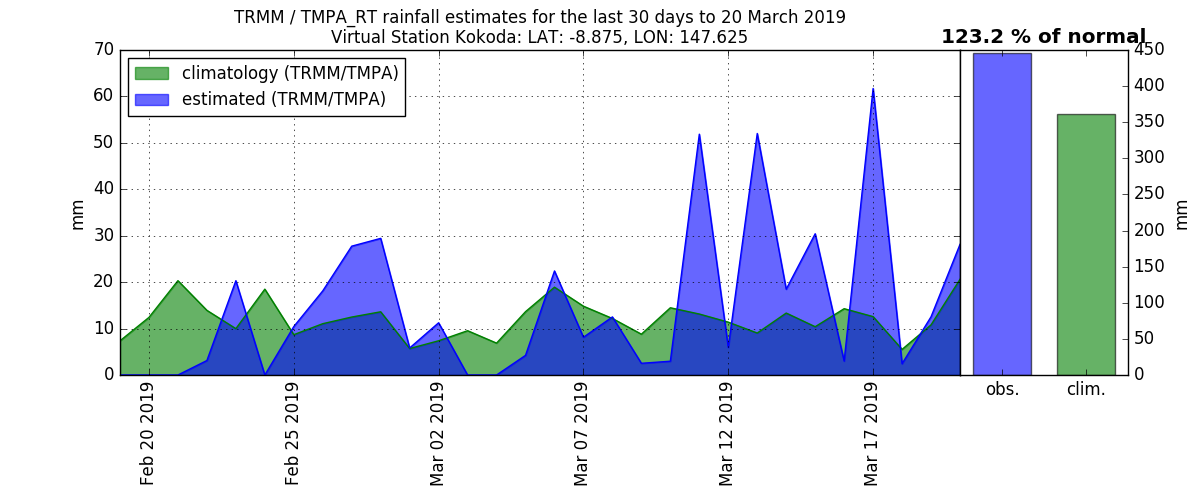 TRMM / TMPA_RT rainfall estimates for the last 30 days to 20 March 2019
Virtual Station Kokoda: LAT: -8.875, LON: 147.625
123.2 % of normal
climatology (TRMM/TMPA)
estimated (TRMM/TMPA)
mm
70
60
50
40
30
20
10
0
Feb 20 2019
Feb 25 2019
Mar 02 2019
Mar 07 2019
Mar 12 2019
Mar 17 2019
450
400
350
300
250
200
150
100
50
0
mm
obs.
clim.